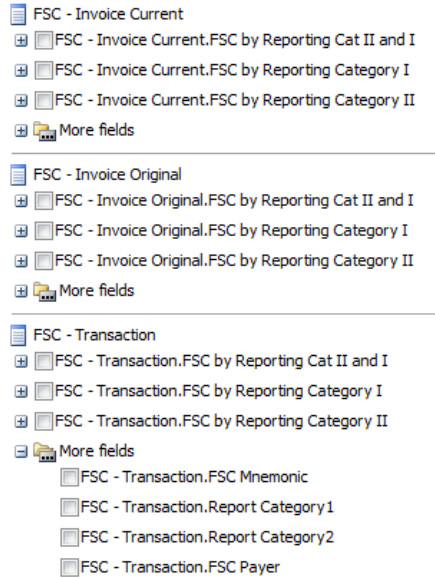 FSC - Invoice Current
FSC - Invoice Current.FSC by Reporting Cat II and I
FSC - Invoice Current.FSC by Reporting Category I
FSC - Invoice Current.FSC by Reporting Category II
More fields
FSC - Invoice Original
FSC - Invoice Original.FSC by Reporting Cat II and I
FSC - Invoice Original.FSC by Reporting Category I
FSC - Invoice Original.FSC by Reporting Category II
More fields
FSC - Transaction
FSC - Transaction.FSC by Reporting Cat II and I
FSC - Transaction.FSC by Reporting Category I
FSC - Transaction.FSC by Reporting Category II
More fields
FSC - Transaction.FSC Mnemonic
FSC - Transaction.Report Category1
FSC - Transaction.Report Category2
FSC - Transaction.FSC Payer